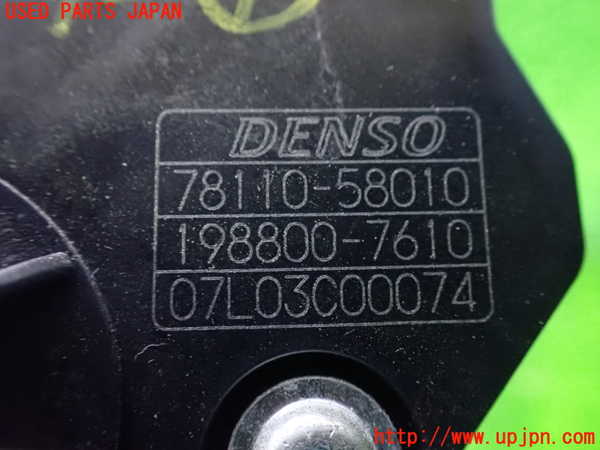 USED PARTS JAPAN
DENSO
78110-58010
198800-7610
07L03C00074
http://www.upjpn.com/